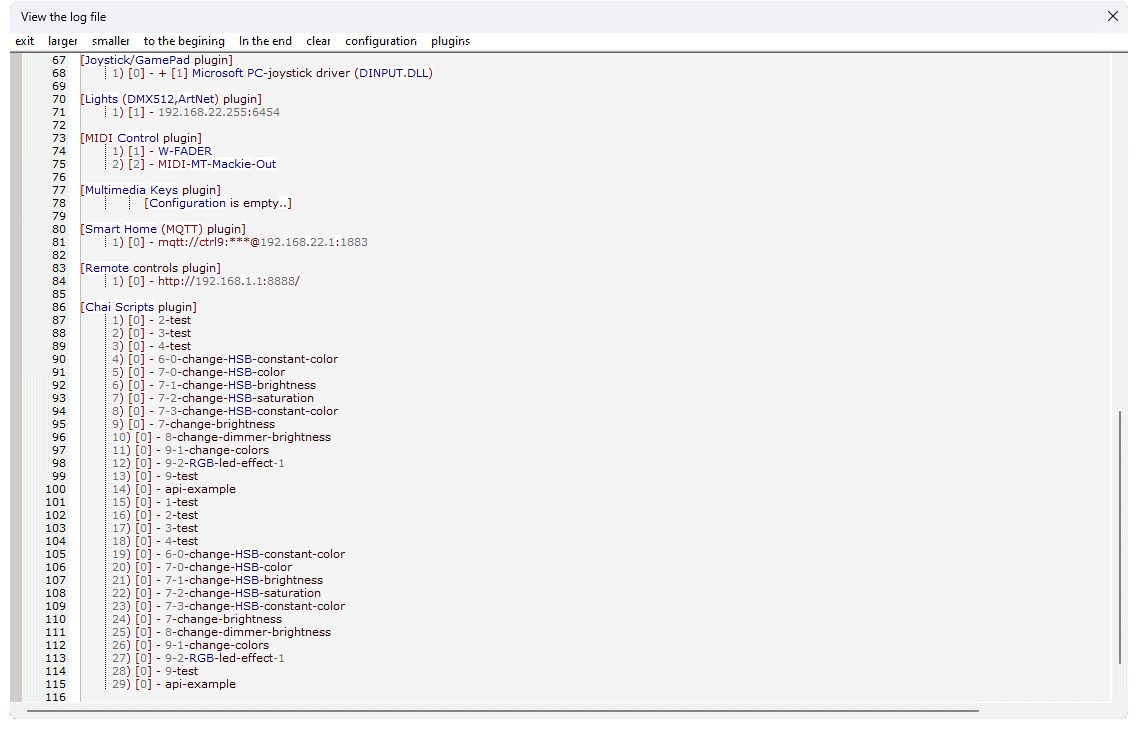 View the log file
exit larger smaller to the begining In the end clear configuration plugins
67 [Joystick/GamePad plugin]
68 1) [0] - + [1] Microsoft PC-joystick driver (DINPUT.DLL)
69
70 [Lights (DMX512,ArtNet) plugin]
71 1) [1] - 192.168.22.255:6454
72
73 [MIDI Control plugin]
74 1) [1] - W-FADER
75 2) [2] - MIDI-MT-Mackie-Out
76
77 [Multimedia Keys plugin]
78 [Configuration is empty..]
79
80 [Smart Home (MQTT) plugin]
81 1) [0] - mqtt://ctrl9:***@192.168.22.1:1883
82
83 [Remote controls plugin]
84 1) [0] - http://192.168.1.1:8888/
85
86 [Chai Scripts plugin]
87 1) [0] - 2-test
88 2) [0] - 3-test
89 3) [0] - 4-test
90 4) [0] - 6-0-change-HSB-constant-color
91 5) [0] - 7-0-change-HSB-color
92 6) [0] - 7-1-change-HSB-brightness
93 7) [0] - 7-2-change-HSB-saturation
94 8) [0] - 7-3-change-HSB-constant-color
95 9) [0] - 7-change-brightness
96 10) [0] - 8-change-dimmer-brightness
97 11) [0] - 9-1-change-colors
98 12) [0] - 9-2-RGB-led-effect-1
99 13) [0] - 9-test
100 14) [0] - api-example
101 15) [0] - 1-test
102 16) [0] - 2-test
103 17) [0] - 3-test
104 18) [0] - 4-test
105 19) [0] - 6-0-change-HSB-constant-color
106 20) [0] - 7-0-change-HSB-color
107 21) [0] - 7-1-change-HSB-brightness
108 22) [0] - 7-2-change-HSB-saturation
109 23) [0] - 7-3-change-HSB-constant-color
110 24) [0] - 7-change-brightness
111 25) [0] - 8-change-dimmer-brightness
112 26) [0] - 9-1-change-colors
113 27) [0] - 9-2-RGB-led-effect-1
114 28) [0] - 9-test
115 29) [0] - api-example
116